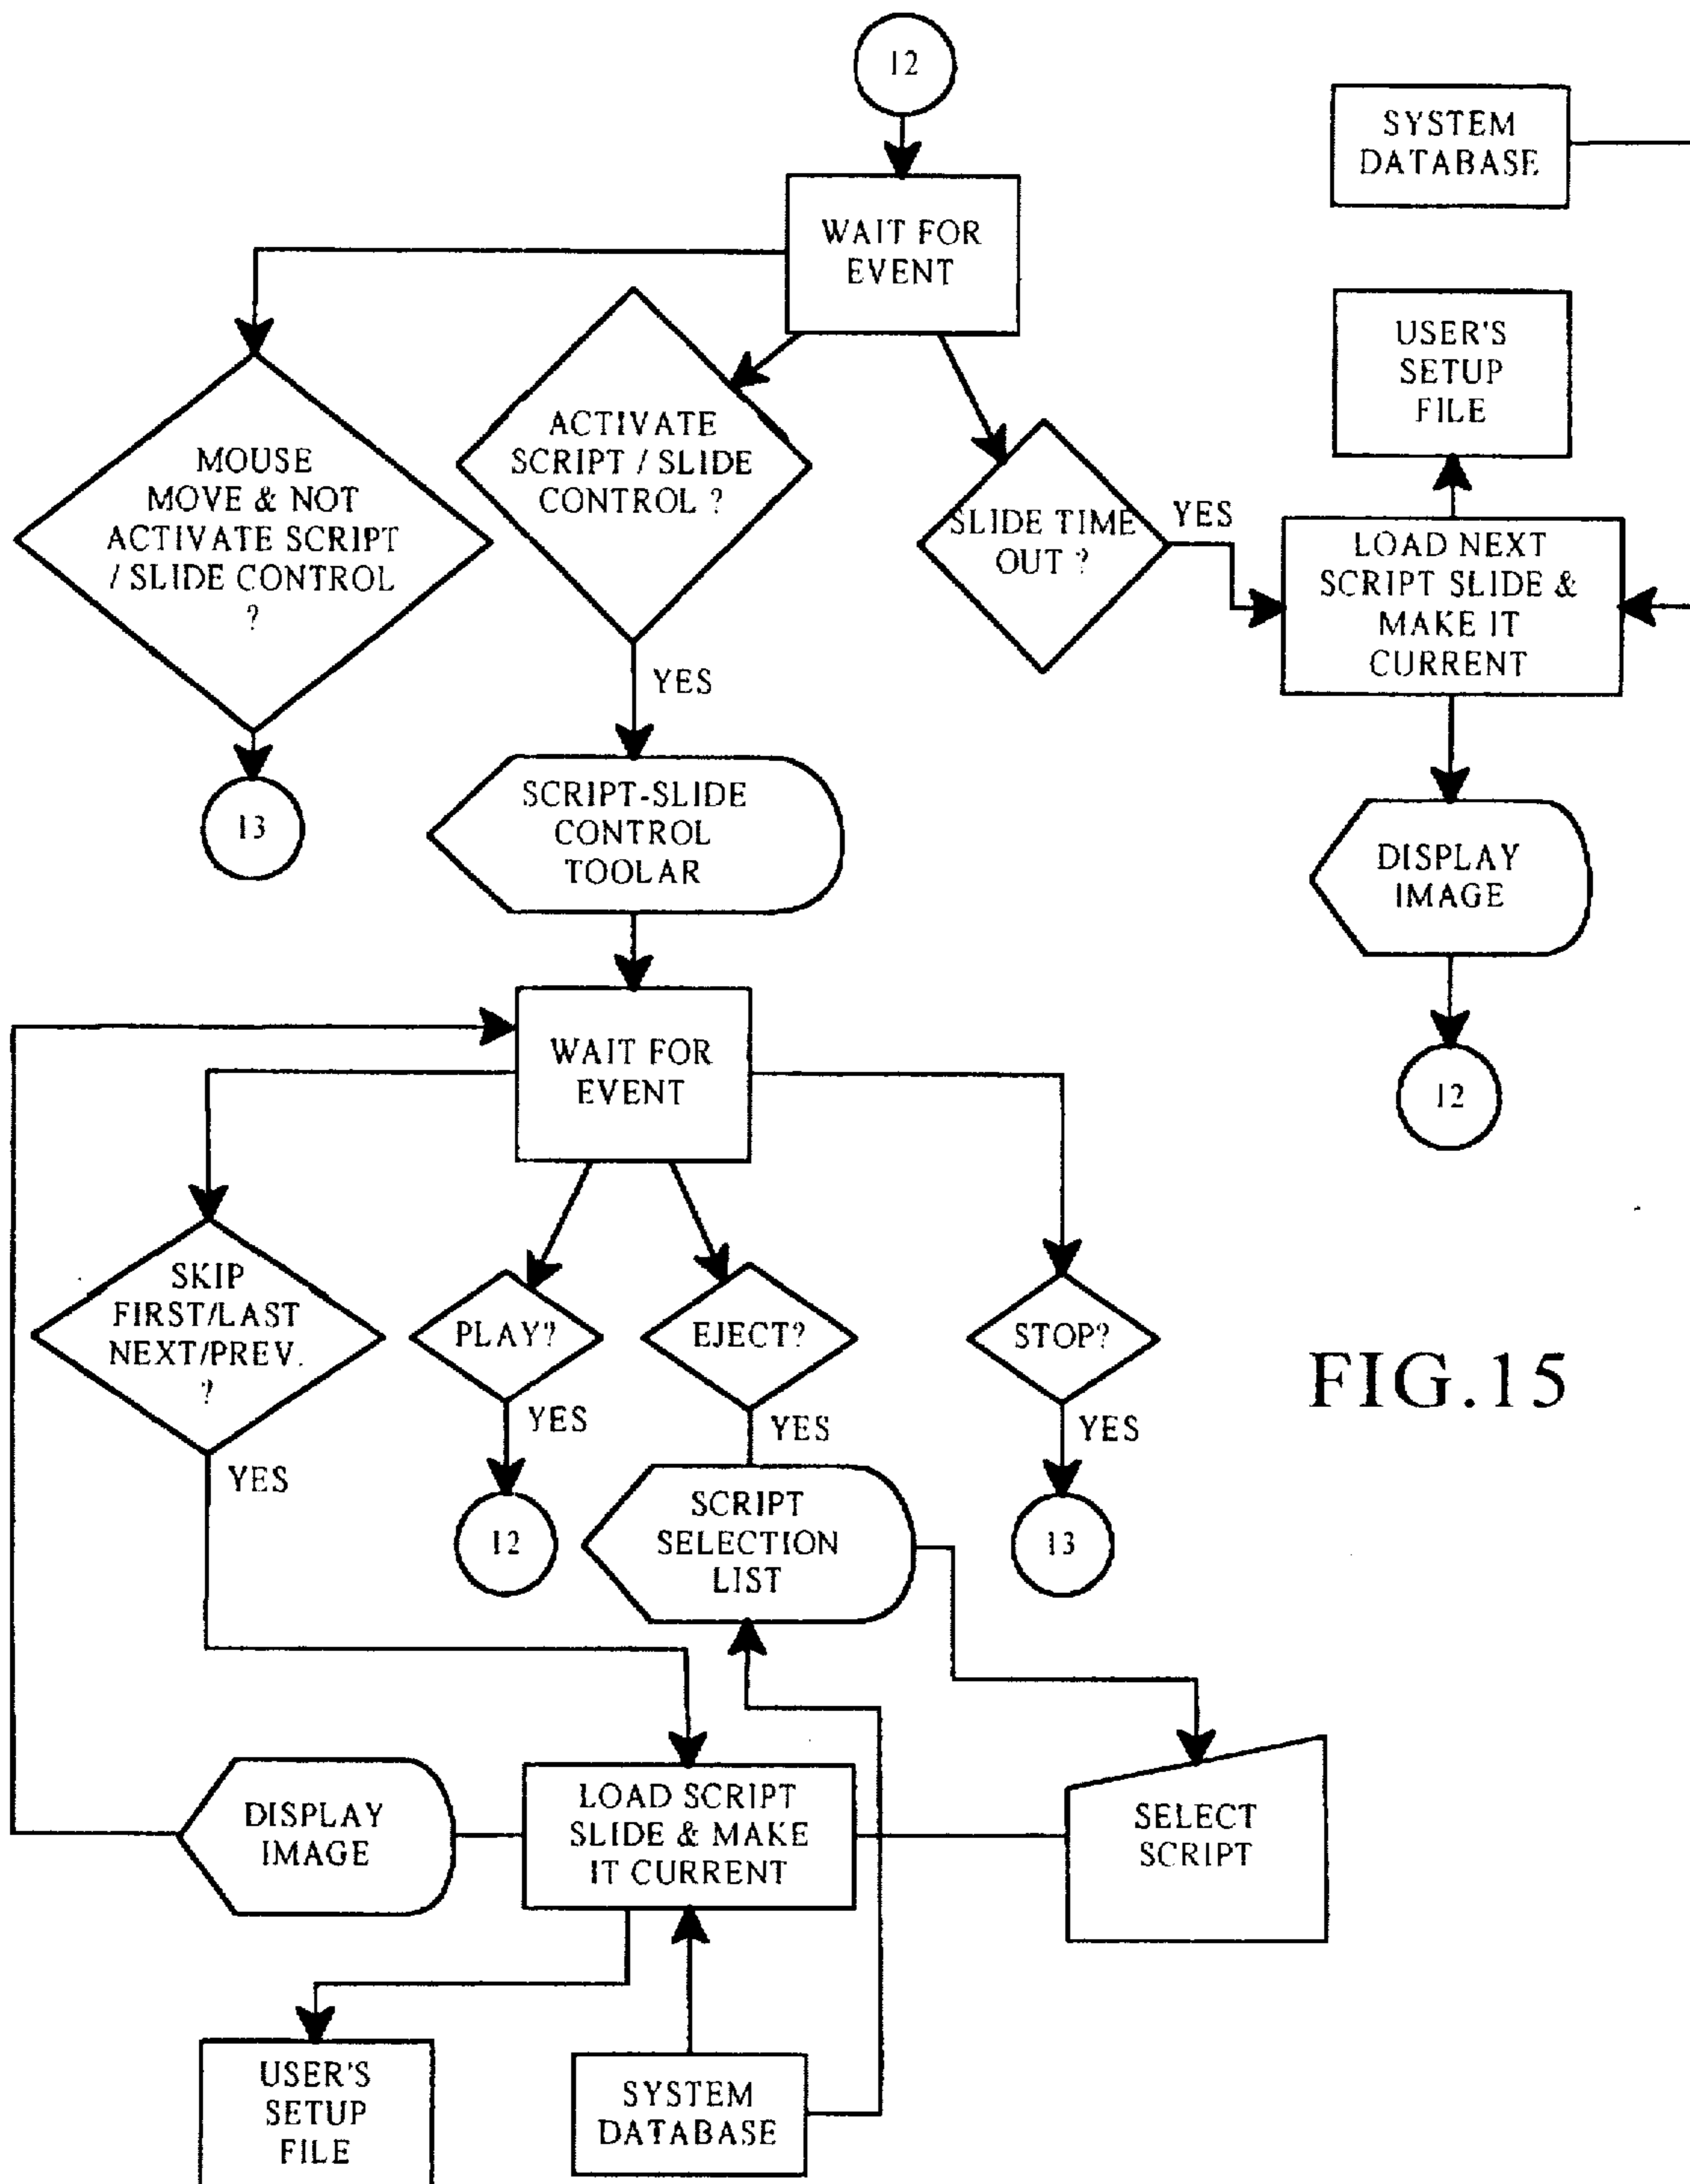 12
SYSTEM
DATABASE
WAIT FOR
EVENT
USER'S
SETUP
FILE
MOUSE
MOVE & NOT
ACTIVATE SCRIPT
/ SLIDE CONTROL
?
ACTIVATE
SCRIPT / SLIDE
CONTROL ?
SLIDE TIME
OUT ?
YES
LOAD NEXT
SCRIPT SLIDE &
MAKE IT
CURRENT
YES
13
SCRIPT-SLIDE
CONTROL
TOOLAR
DISPLAY
IMAGE
WAIT FOR
EVENT
12
SKIP
FIRST/LAST
NEXT/PREV.
?
PLAY?
EJECT?
STOP?
FIG.15
YES
YES
YES
YES
12
SCRIPT
SELECTION
LIST
13
DISPLAY
IMAGE
LOAD SCRIPT
SLIDE & MAKE
IT CURRENT
SELECT
SCRIPT
USER'S
SETUP
FILE
SYSTEM
DATABASE